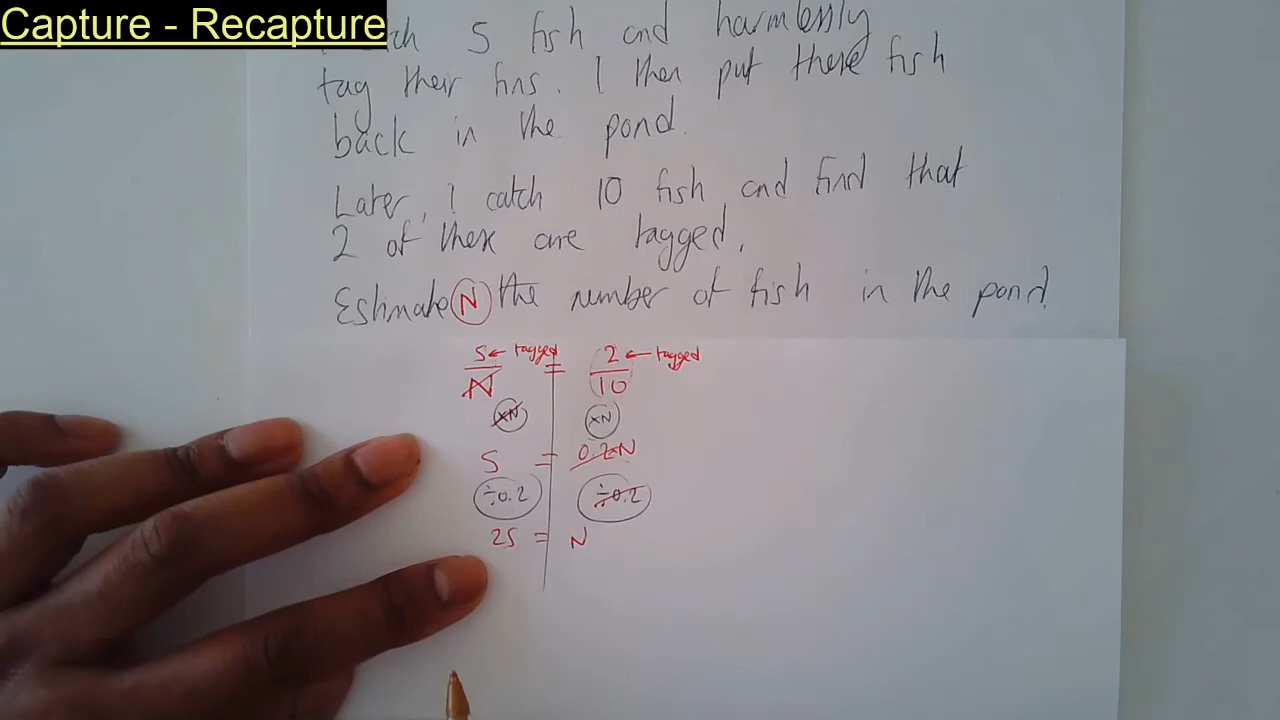 Capture - Recapture
5 fish and harmlessly
tag their fins. I then put these fish
back in the pond.
Later, I catch 10 fish and find that
2 of these are tagged.
Estimate N the number of fish in the pond.
5 ← tagged = 2 ← tagged
N 10
×N ×N
5 = 0.2×N
÷0.2 ÷0.2
25 = N